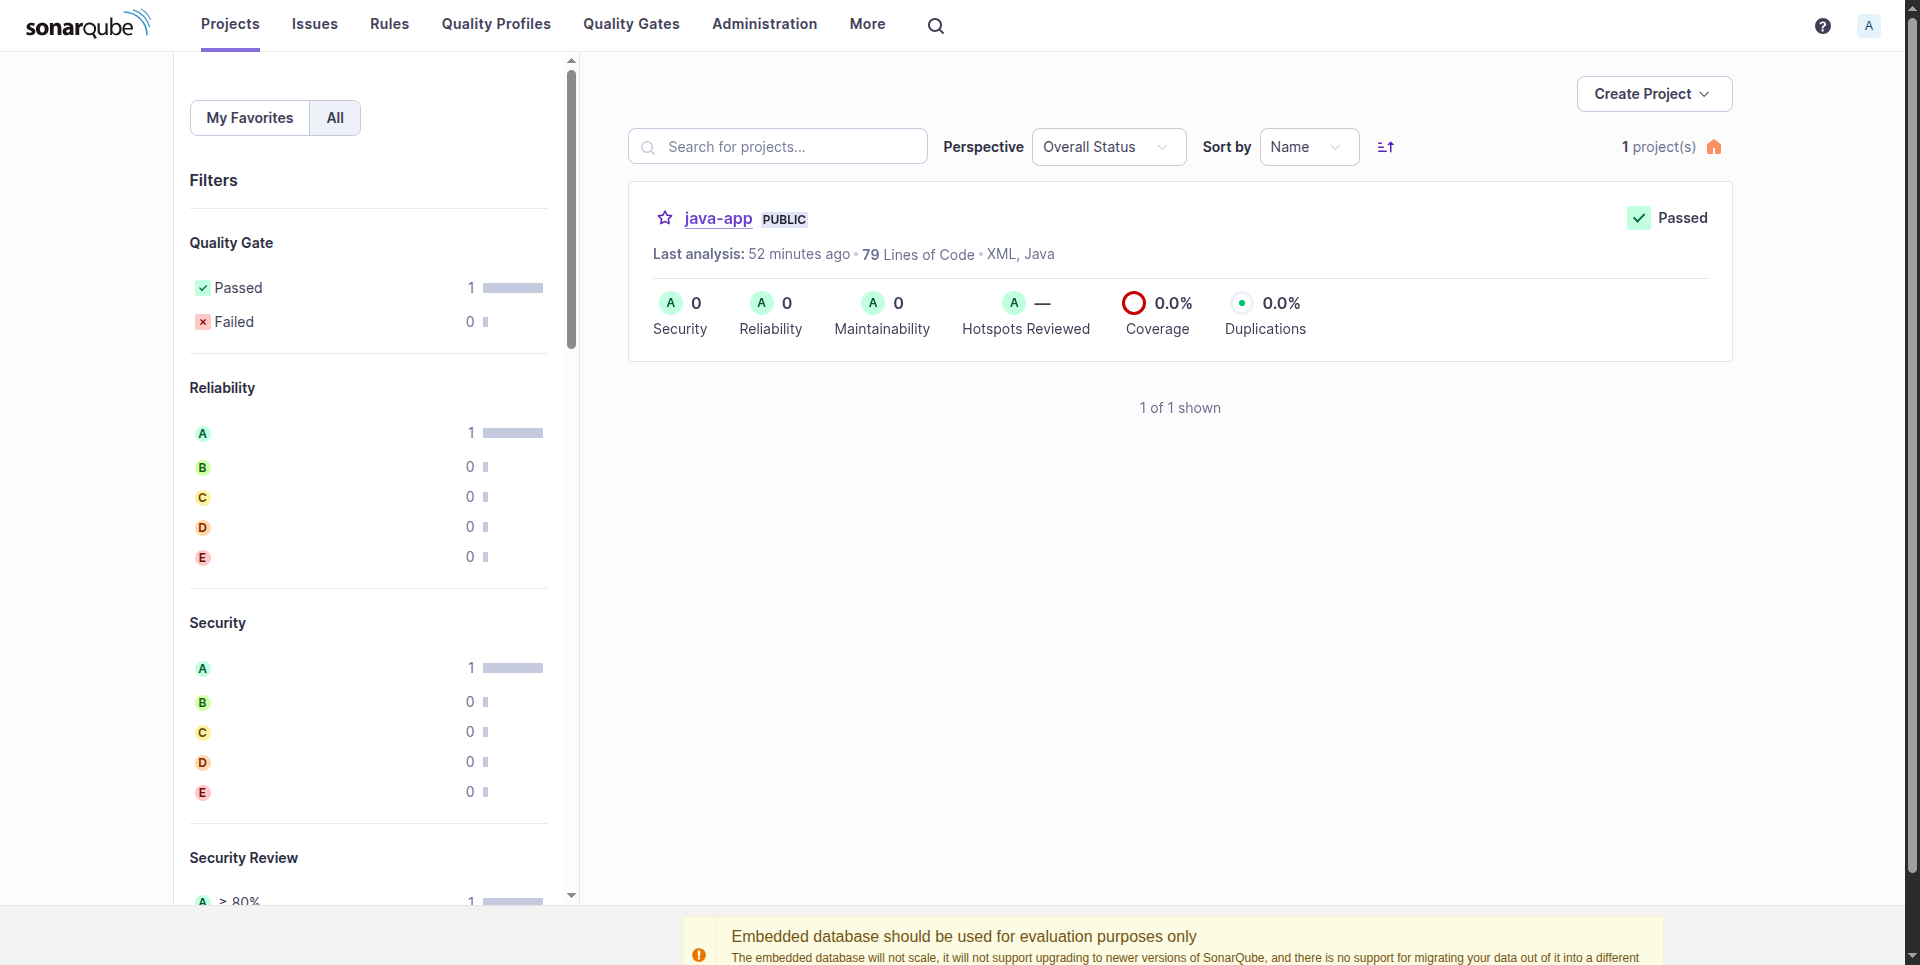 sonarqube
Projects Issues Rules Quality Profiles Quality Gates Administration More
? A
My Favorites All
Filters
Quality Gate
Passed 1
Failed 0
Reliability
A 1
B 0
C 0
D 0
E 0
Security
A 1
B 0
C 0
D 0
E 0
Security Review
A ≥ 80% 1
Create Project
Search for projects... Perspective Overall Status Sort by Name 1 project(s)
java-app PUBLIC Passed
Last analysis: 52 minutes ago • 79 Lines of Code • XML, Java
A 0 A 0 A 0 A — 0.0% 0.0%
Security Reliability Maintainability Hotspots Reviewed Coverage Duplications
1 of 1 shown
Embedded database should be used for evaluation purposes only
The embedded database will not scale, it will not support upgrading to newer versions of SonarQube, and there is no support for migrating your data out of it into a different